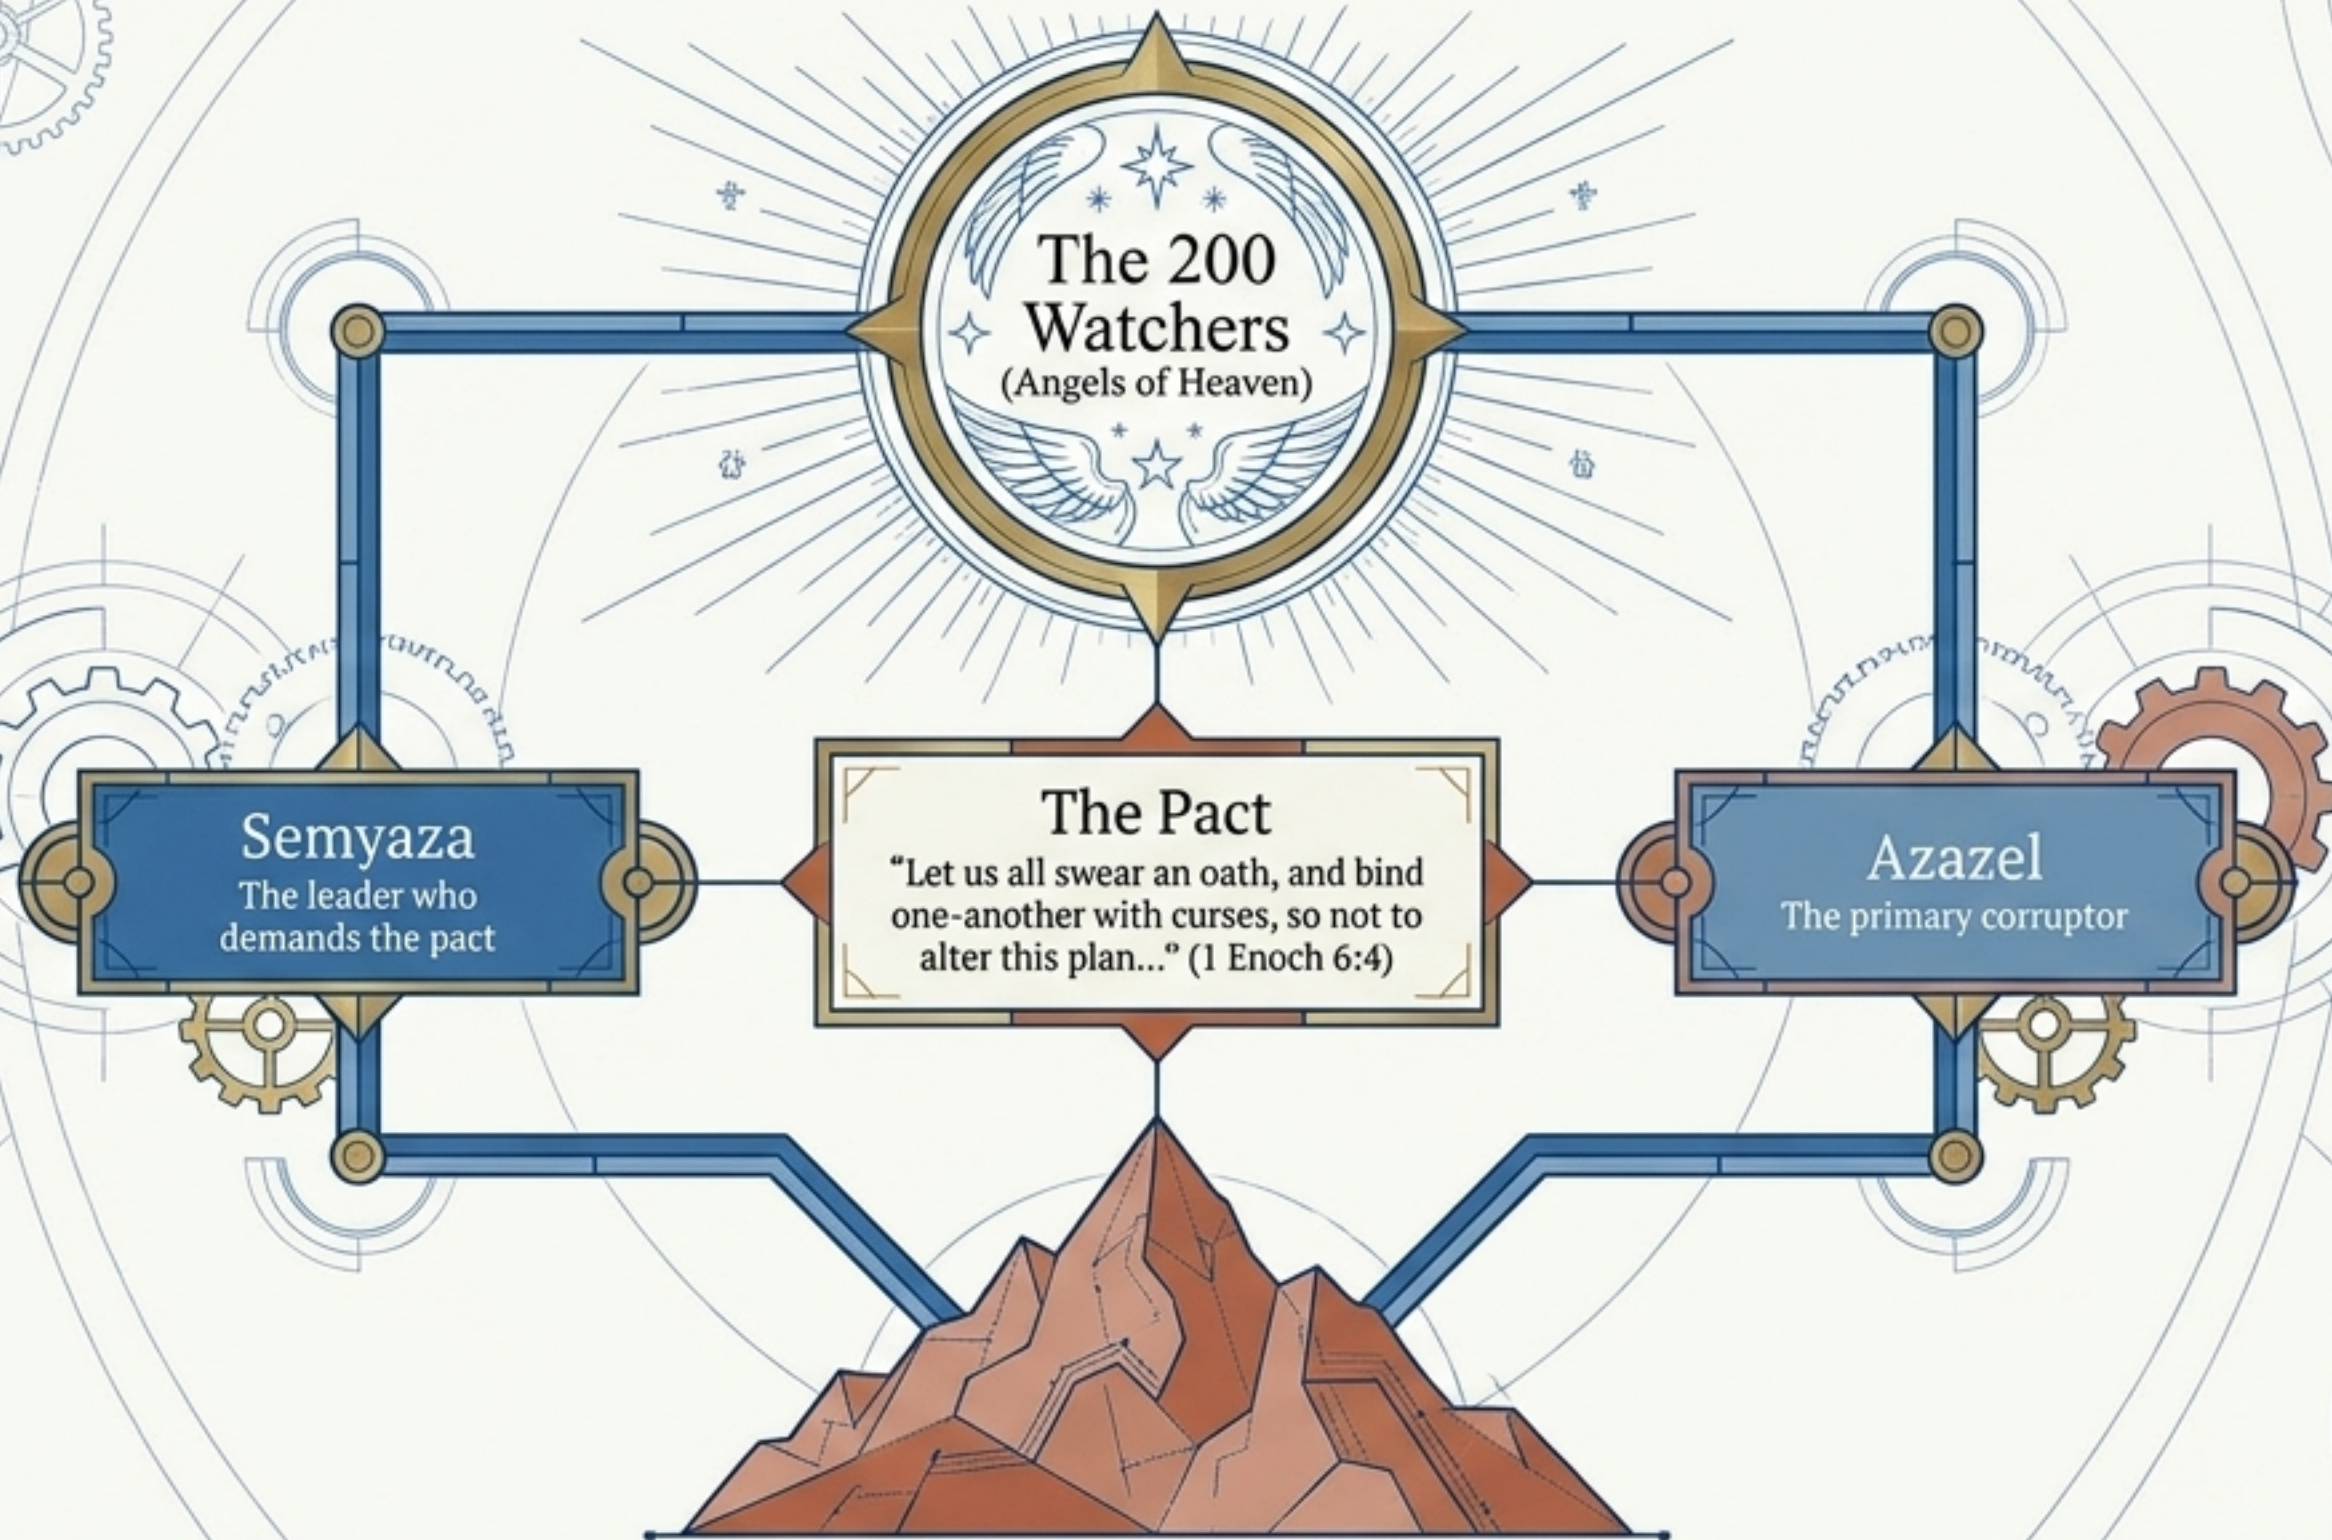 The 200
Watchers
(Angels of Heaven)
Semyaza
The leader who
demands the pact
The Pact
“Let us all swear an oath, and bind
one-another with curses, so not to
alter this plan...” (1 Enoch 6:4)
Azazel
The primary corruptor